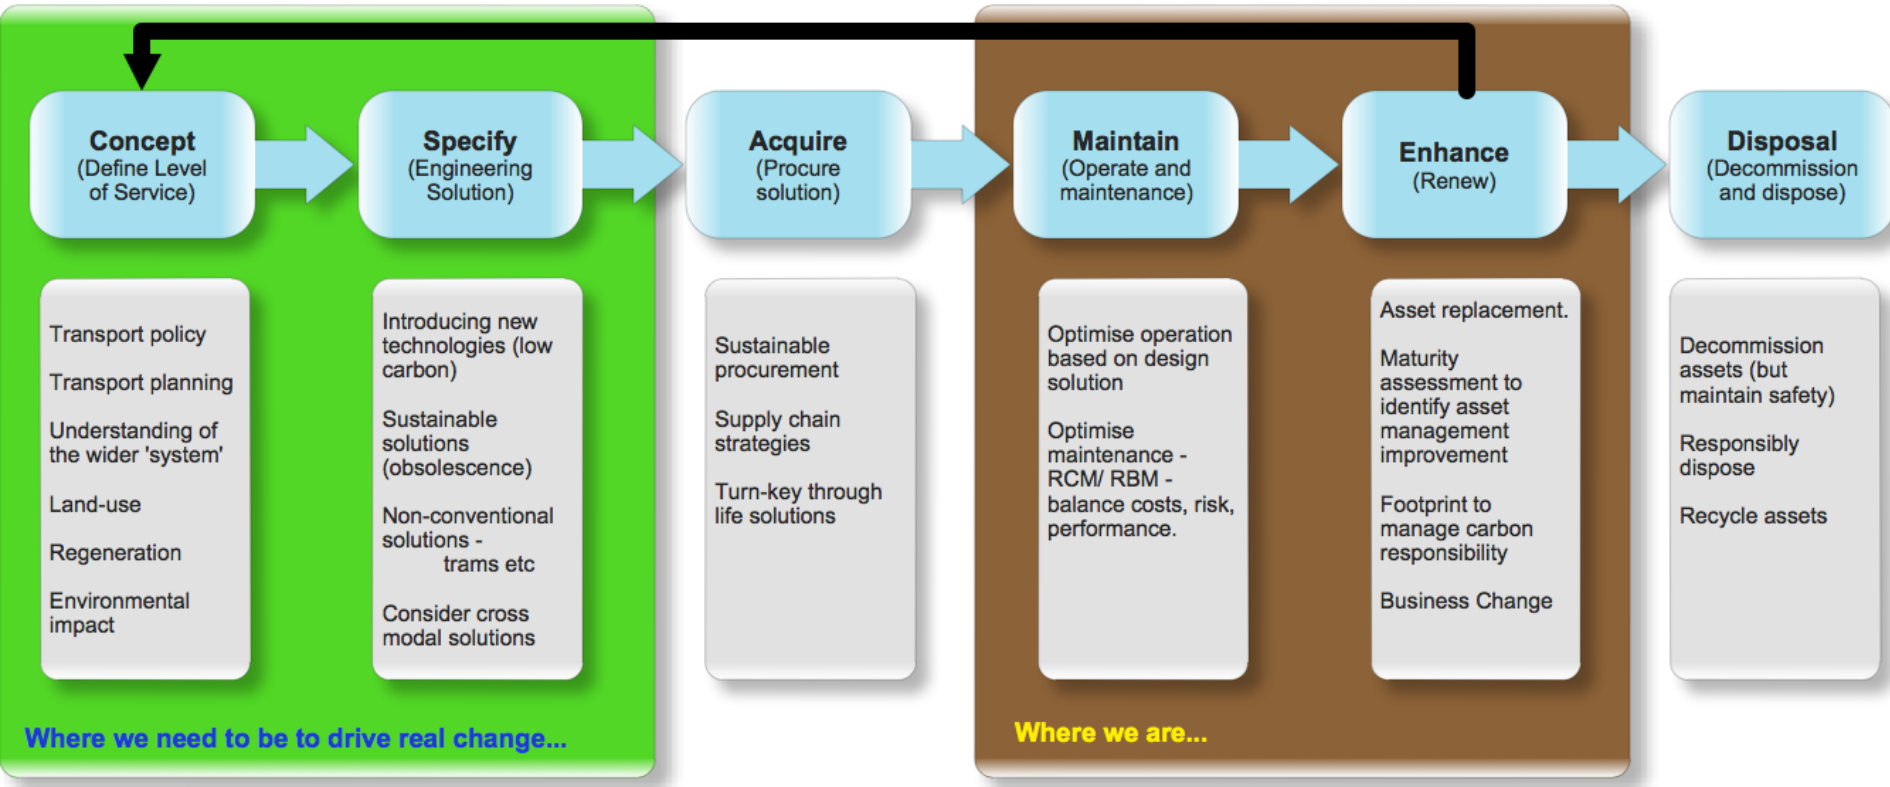 Concept
(Define Level
of Service)
Specify
(Engineering
Solution)
Acquire
(Procure
solution)
Maintain
(Operate and
maintenance)
Enhance
(Renew)
Disposal
(Decommission
and dispose)
Transport policy
Transport planning
Understanding of
the wider 'system'
Land-use
Regeneration
Environmental
impact
Introducing new
technologies (low
carbon)
Sustainable
solutions
(obsolescence)
Non-conventional
solutions -
trams etc
Consider cross
modal solutions
Sustainable
procurement
Supply chain
strategies
Turn-key through
life solutions
Optimise operation
based on design
solution
Optimise
maintenance -
RCM/ RBM -
balance costs, risk,
performance.
Asset replacement.
Maturity
assessment to
identify asset
management
improvement
Footprint to
manage carbon
responsibility
Business Change
Decommission
assets (but
maintain safety)
Responsibly
dispose
Recycle assets
Where we need to be to drive real change...
Where we are...